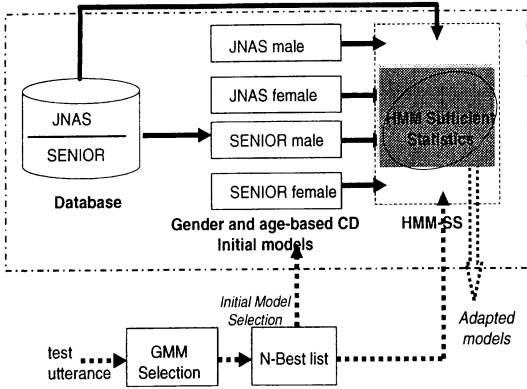 JNAS male
JNAS female
SENIOR male
SENIOR female
JNAS
SENIOR
Database
HMM Sufficient
Statistics
Gender and age-based CD
Initial models
HMM-SS
Initial Model
Selection
Adapted
models
test
utterance
GMM
Selection
N-Best list